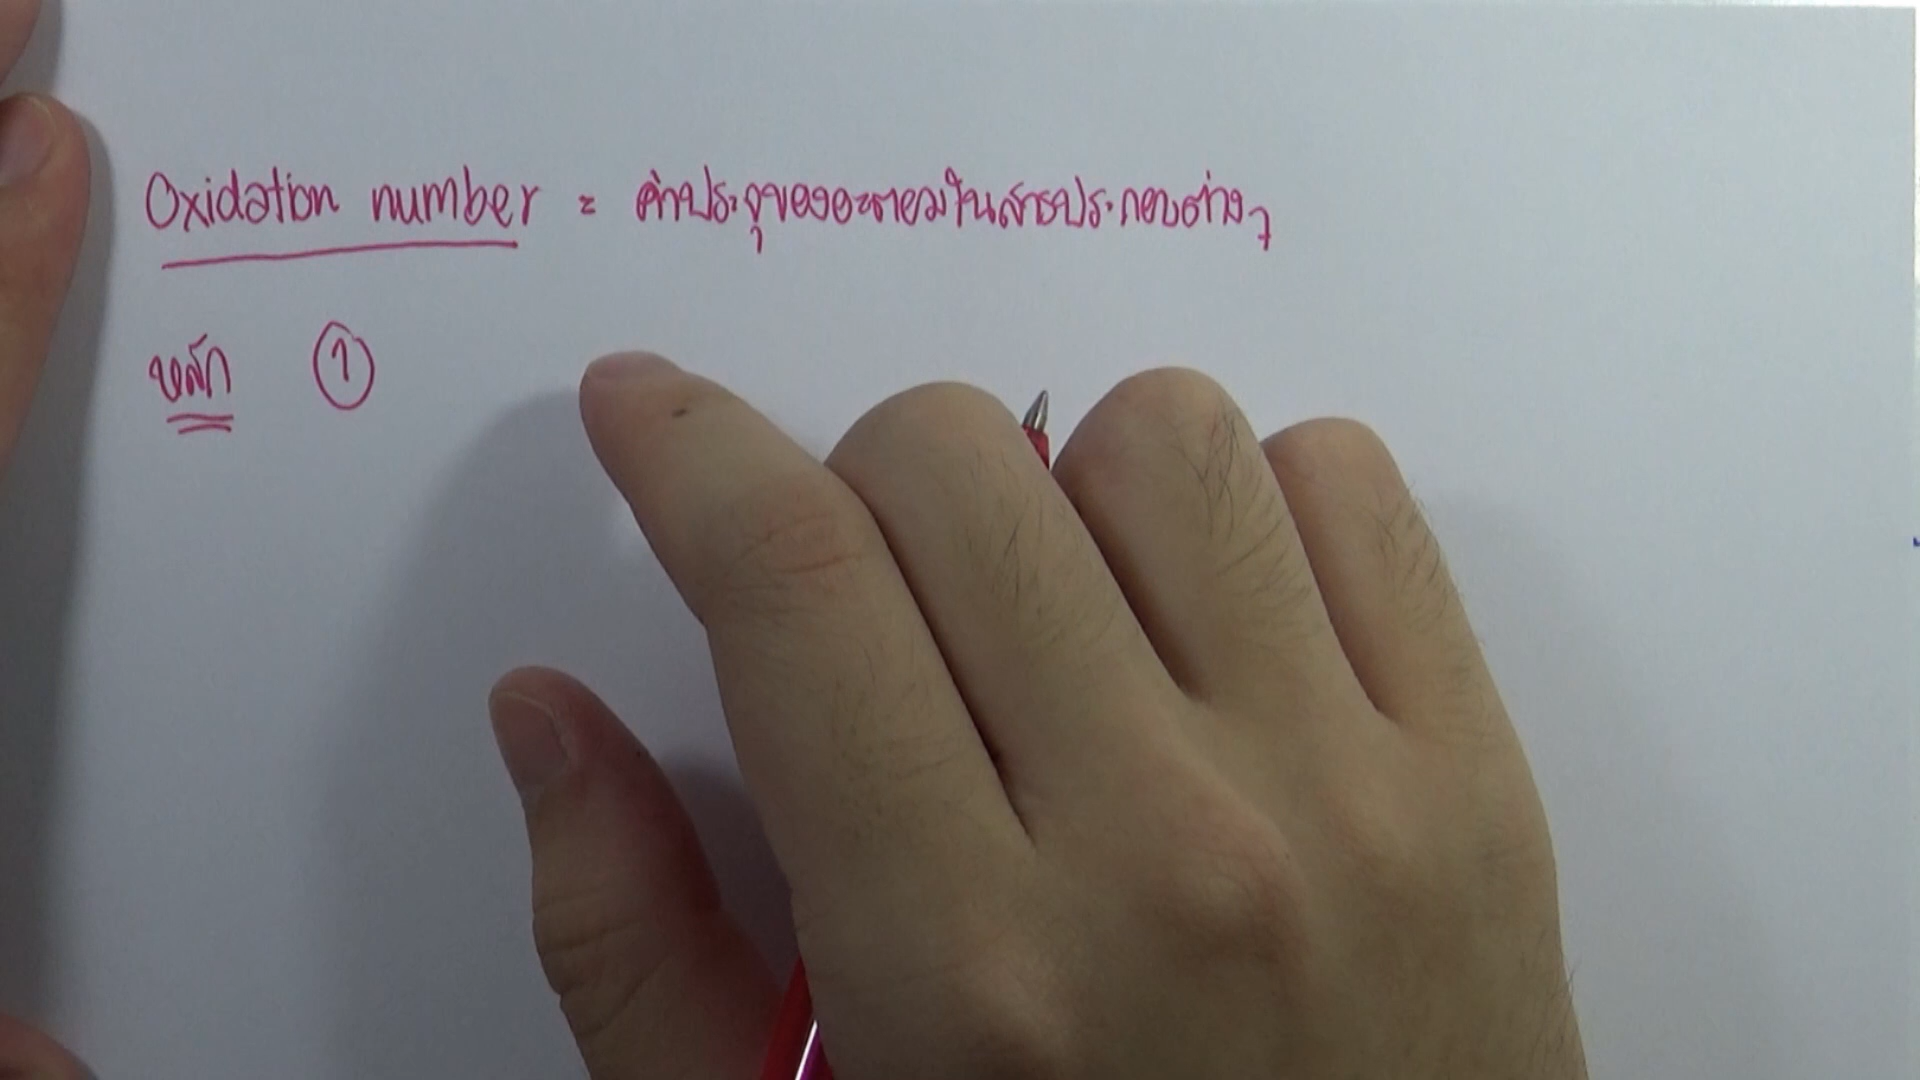 Oxidation number = ค่าประจุของอะตอมในสารประกอบต่างๆ
หลัก ①